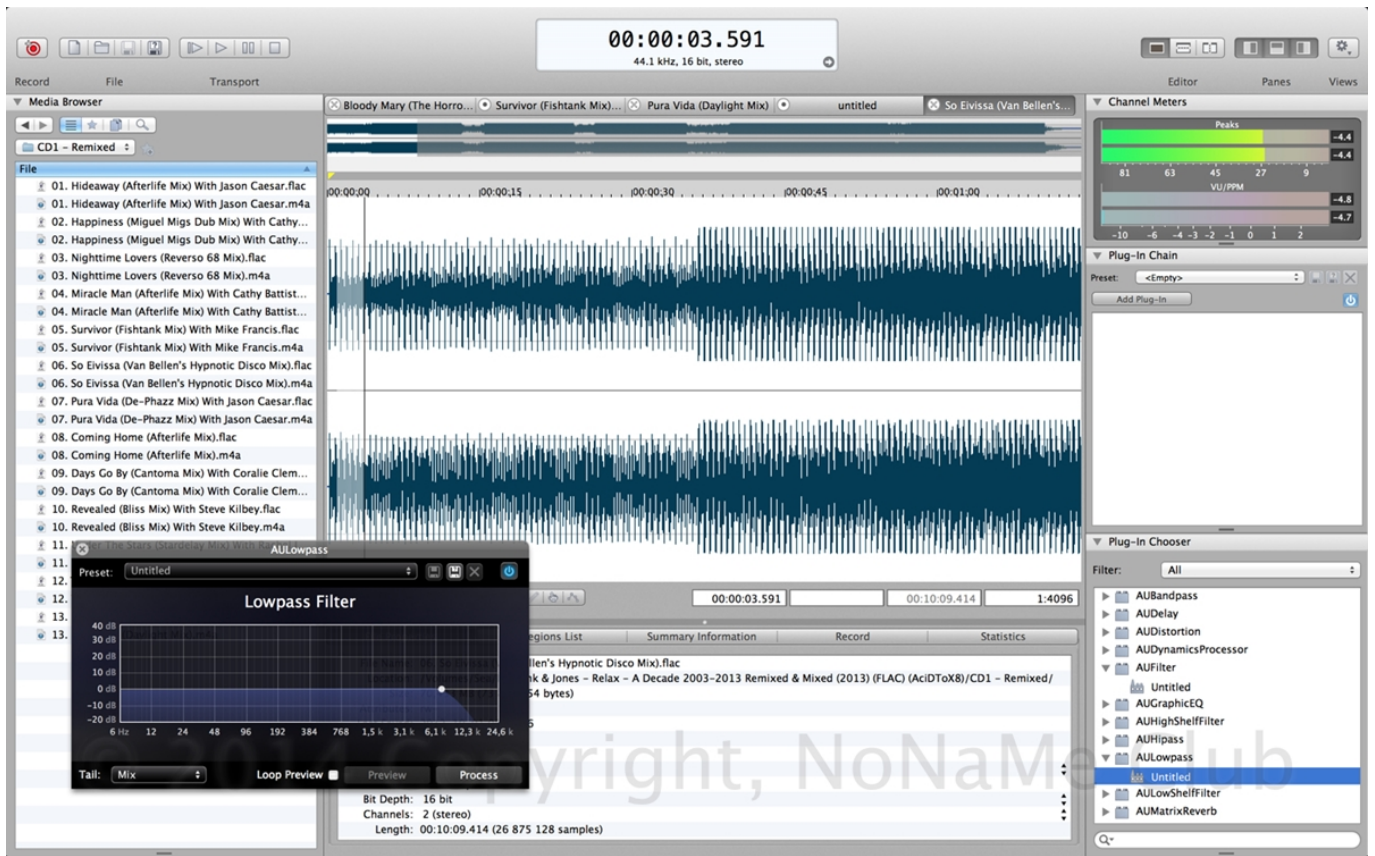 00:00:03.591
44.1 kHz, 16 bit, stereo
Record File Transport Editor Panes Views
Media Browser
CD1 - Remixed
File
01. Hideaway (Afterlife Mix) With Jason Caesar.flac
01. Hideaway (Afterlife Mix) With Jason Caesar.m4a
02. Happiness (Miguel Migs Dub Mix) With Cathy...
02. Happiness (Miguel Migs Dub Mix) With Cathy...
03. Nighttime Lovers (Reverso 68 Mix).flac
03. Nighttime Lovers (Reverso 68 Mix).m4a
04. Miracle Man (Afterlife Mix) With Cathy Battist...
04. Miracle Man (Afterlife Mix) With Cathy Battist...
05. Survivor (Fishtank Mix) With Mike Francis.flac
05. Survivor (Fishtank Mix) With Mike Francis.m4a
06. So Eivissa (Van Bellen's Hypnotic Disco Mix).flac
06. So Eivissa (Van Bellen's Hypnotic Disco Mix).m4a
07. Pura Vida (De-Phazz Mix) With Jason Caesar.flac
07. Pura Vida (De-Phazz Mix) With Jason Caesar.m4a
08. Coming Home (Afterlife Mix).flac
08. Coming Home (Afterlife Mix).m4a
09. Days Go By (Cantoma Mix) With Coralie Clem...
09. Days Go By (Cantoma Mix) With Coralie Clem...
10. Revealed (Bliss Mix) With Steve Kilbey.flac
10. Revealed (Bliss Mix) With Steve Kilbey.m4a
11. The Stars (Stardelay Mix) With
11.
12.
12.
13.
13.
Bloody Mary (The Horro... Survivor (Fishtank Mix)... Pura Vida (Daylight Mix) untitled So Eivissa (Van Bellen's...
00:00:00 00:00:15 00:00:30 00:00:45 00:01:00
00:00:03.591 00:10:09.414 1:4096
egions List Summary Information Record Statistics
llen's Hypnotic Disco Mix).flac
nk & Jones - Relax - A Decade 2003-2013 Remixed & Mixed (2013) (FLAC) (AciDToX8)/CD1 - Remixed/
54 bytes)
Bit Depth: 16 bit
Channels: 2 (stereo)
Length: 00:10:09.414 (26 875 128 samples)
AULowpass
Preset: Untitled
Lowpass Filter
40 dB
30 dB
20 dB
10 dB
0 dB
-10 dB
-20 dB
6 Hz 12 24 48 96 192 384 768 1,5 k 3,1 k 6,1 k 12,3 k 24,6 k
Tail: Mix Loop Preview Preview Process
Channel Meters
Peaks
-4.4
-4.4
81 63 45 27 9
VU/PPM
-4.8
-4.7
-10 -6 -4 -3 -2 -1 0 1 2
Plug-In Chain
Preset: <Empty>
Add Plug-In
Plug-In Chooser
Filter: All
AUBandpass
AUDelay
AUDistortion
AUDynamicsProcessor
AUFilter
Untitled
AUGraphicEQ
AUHighShelfFilter
AUHipass
AULowpass
Untitled
AULowShelfFilter
AUMatrixReverb
© 2014 Copyright, NoNaMe Club